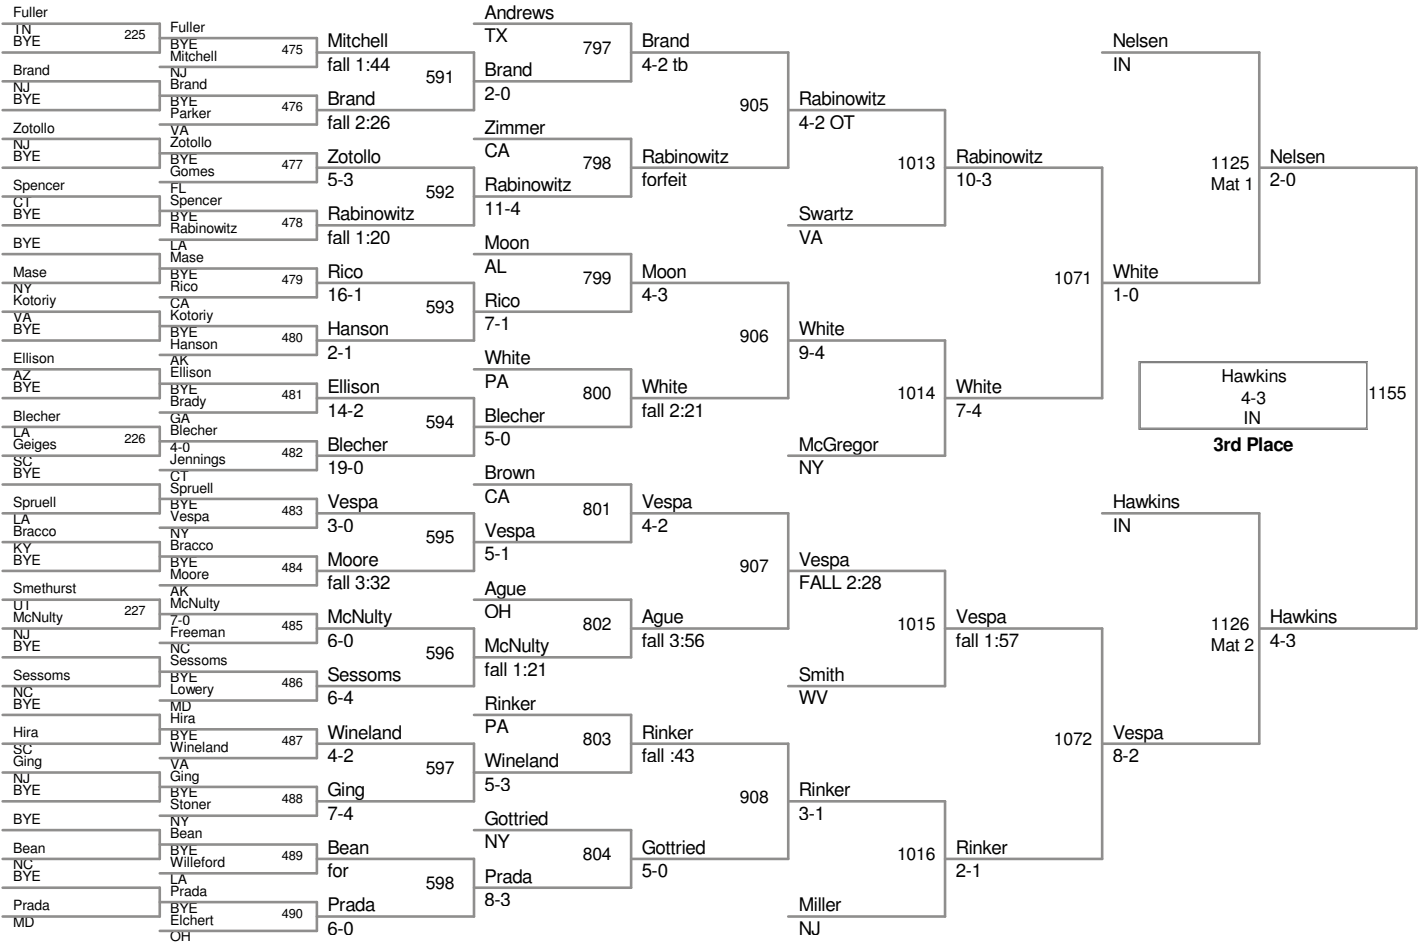 Fuller
TN
BYE
225
Brand
NJ
BYE
Zotollo
NJ
BYE
Spencer
CT
BYE
BYE
Mase
NY
Kotoriy
VA
BYE
Ellison
AZ
BYE
Blecher
LA
Geiges
226
SC
BYE
Spruell
LA
Bracco
KY
BYE
Smethurst
UT
McNulty
227
NJ
BYE
Sessoms
NC
BYE
Hira
SC
Ging
NJ
BYE
BYE
Bean
NC
BYE
Prada
MD
Fuller
BYE
Mitchell
475
NJ
Brand
BYE
Parker
476
VA
Zotollo
BYE
Gomes
477
FL
Spencer
BYE
Rabinowitz
478
LA
Mase
BYE
Rico
479
CA
Kotoriy
BYE
Hanson
480
AK
Ellison
BYE
Brady
481
GA
Blecher
4-0
Jennings
482
CT
Spruell
BYE
Vespa
483
NY
Bracco
BYE
Moore
484
AK
McNulty
7-0
Freeman
485
NC
Sessoms
BYE
Lowery
486
MD
Hira
BYE
Wineland
487
VA
Ging
BYE
Stoner
488
NY
Bean
BYE
Willeford
489
LA
Prada
BYE
Elchert
490
OH
Mitchell
fall 1:44
591
Brand
fall 2:26
Zotollo
5-3
592
Rabinowitz
fall 1:20
Rico
16-1
593
Hanson
2-1
Ellison
14-2
594
Blecher
19-0
Vespa
3-0
595
Moore
fall 3:32
McNulty
6-0
596
Sessoms
6-4
Wineland
4-2
597
Ging
7-4
Bean
for
598
Prada
6-0
Andrews
TX
797
Brand
2-0
Zimmer
CA
798
Rabinowitz
11-4
Moon
AL
799
Rico
7-1
White
PA
800
Blecher
5-0
Brown
CA
801
Vespa
5-1
Ague
OH
802
McNulty
fall 1:21
Rinker
PA
803
Wineland
5-3
Gottried
NY
804
Prada
8-3
Brand
4-2 tb
905
Rabinowitz
forfeit
Moon
4-3
906
White
fall 2:21
Vespa
4-2
907
Ague
fall 3:56
Rinker
fall :43
908
Gottried
5-0
Rabinowitz
4-2 OT
1013
Swartz
VA
White
9-4
1014
McGregor
NY
Vespa
FALL 2:28
1015
Smith
WV
Rinker
3-1
1016
Miller
NJ
Rabinowitz
10-3
1071
White
7-4
Vespa
fall 1:57
1072
Rinker
2-1
Nelsen
IN
1125
Mat 1
White
1-0
Hawkins
IN
1126
Mat 2
Vespa
8-2
Nelsen
2-0
1155
Hawkins
4-3
Hawkins
4-3
IN
3rd Place